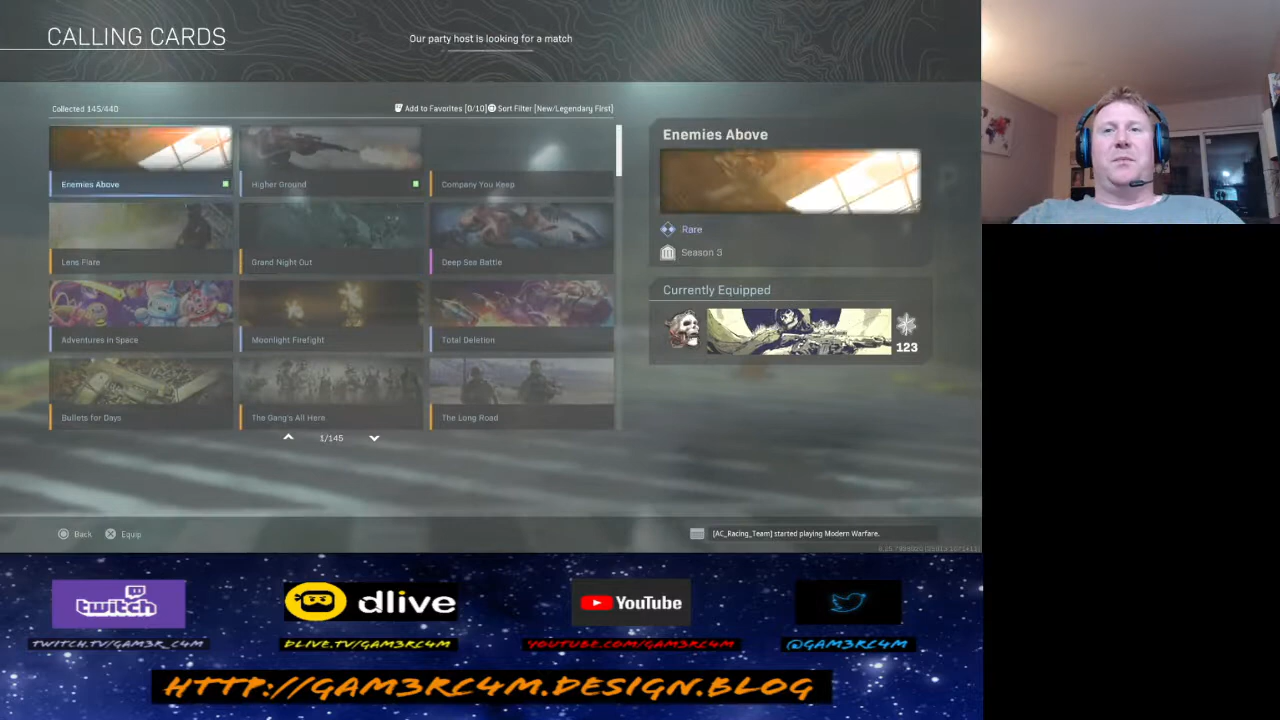 CALLING CARDS
Our party host is looking for a match
Collected 145/440
Add to Favorites [0/10] Sort Filter [New/Legendary First]
Enemies Above
Higher Ground
Company You Keep
Lens Flare
Grand Night Out
Deep Sea Battle
Adventures in Space
Moonlight Firefight
Total Deletion
Bullets for Days
The Gang's All Here
The Long Road
1/145
Enemies Above
Rare
Season 3
Currently Equipped
123
Back
Equip
[AC_Racing_Team] started playing Modern Warfare.
twitch
dlive
YouTube
TWITCH.TV/GAM3R_C4M
DLIVE.TV/GAM3RC4M
YOUTUBE.COM/GAM3RC4M
@GAM3RC4M
HTTP://GAM3RC4M.DESIGN.BLOG